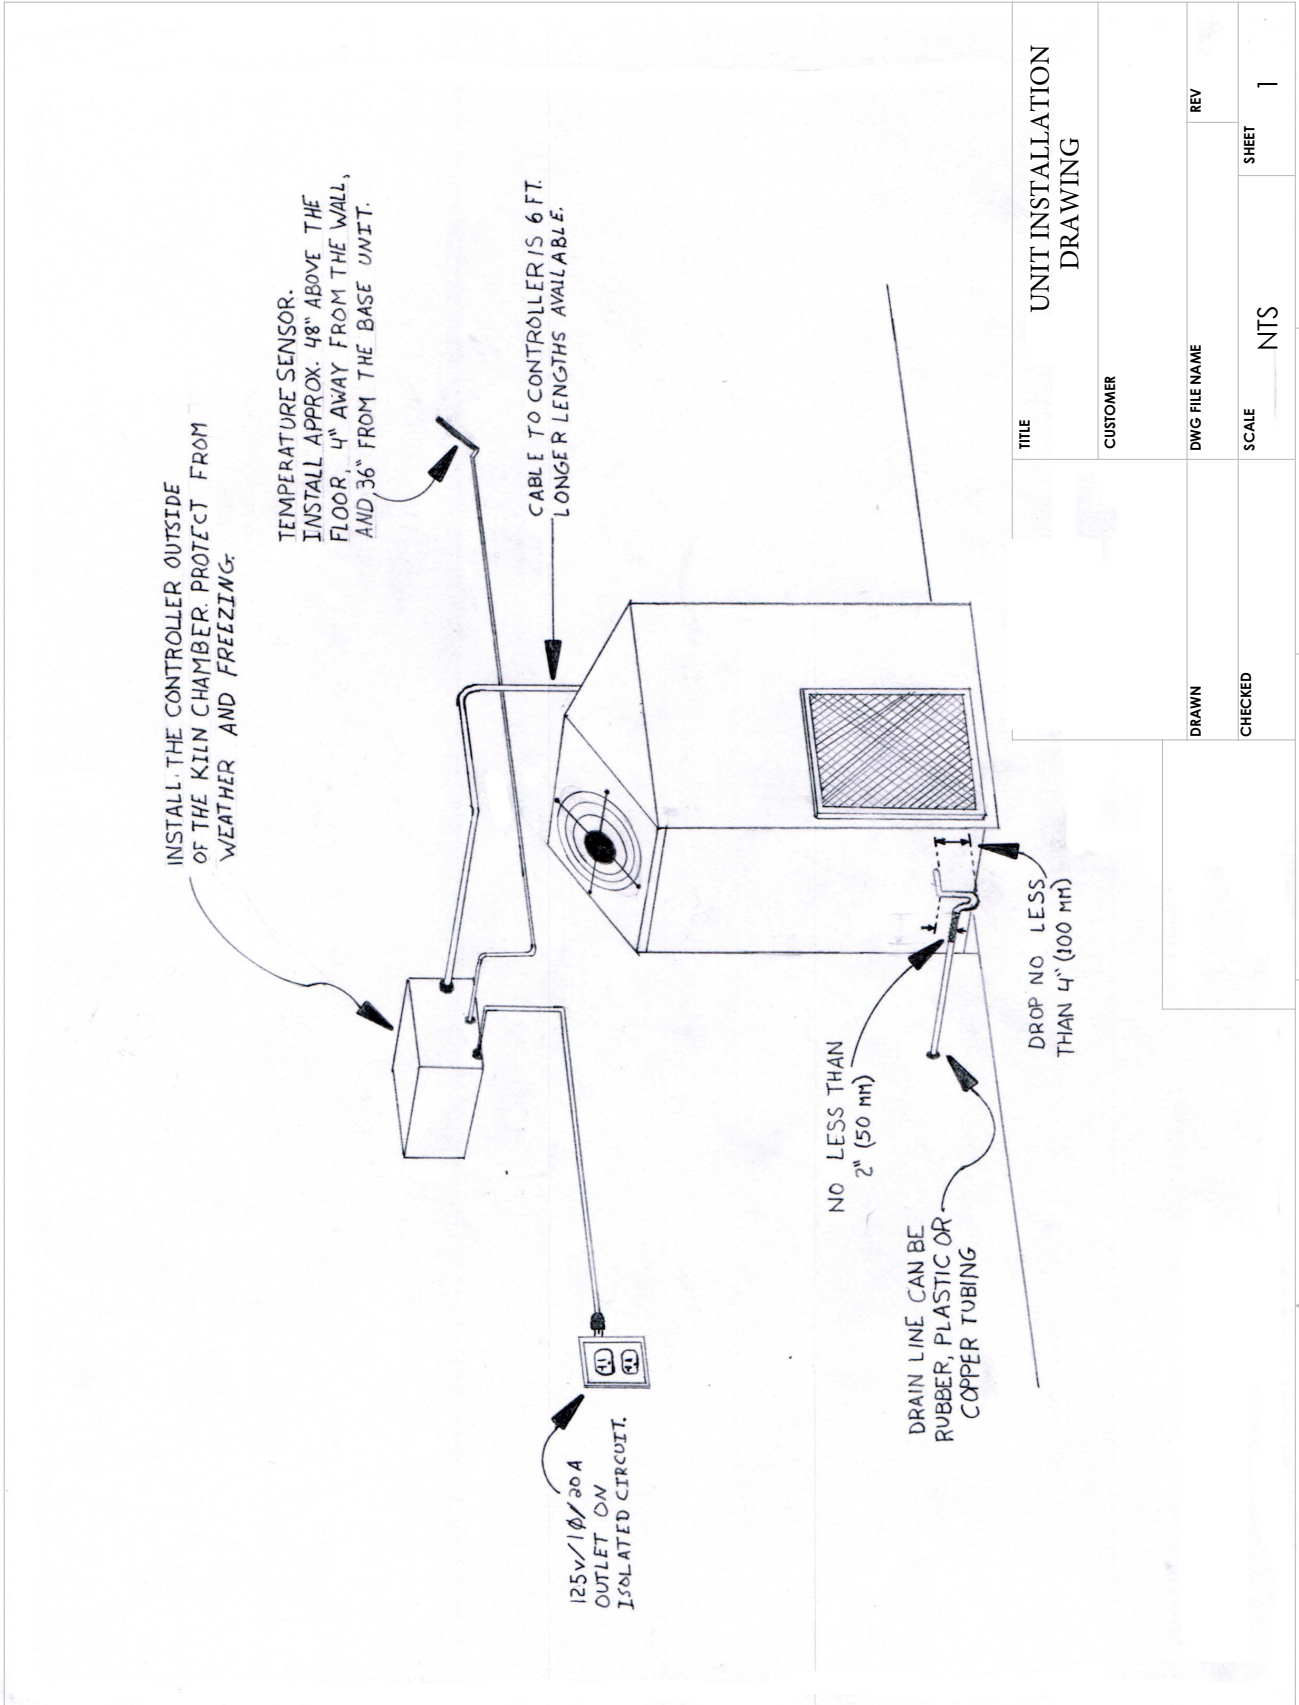 INSTALL THE CONTROLLER OUTSIDE
OF THE KILN CHAMBER. PROTECT FROM
WEATHER AND FREEZING.
TEMPERATURE SENSOR.
INSTALL APPROX. 48" ABOVE THE
FLOOR, 4" AWAY FROM THE WALL,
AND 36" FROM THE BASE UNIT.
CABLE TO CONTROLLER IS 6 FT.
LONGER LENGTHS AVAILABLE.
125V/1Ø/20A
OUTLET ON
ISOLATED CIRCUIT.
NO LESS THAN
2" (50 MM)
DRAIN LINE CAN BE
RUBBER, PLASTIC OR
COPPER TUBING
DROP NO LESS
THAN 4" (100 MM)
TITLE
UNIT INSTALLATION
DRAWING
CUSTOMER
DRAWN
DWG FILE NAME
REV
CHECKED
SCALE
NTS
SHEET
1